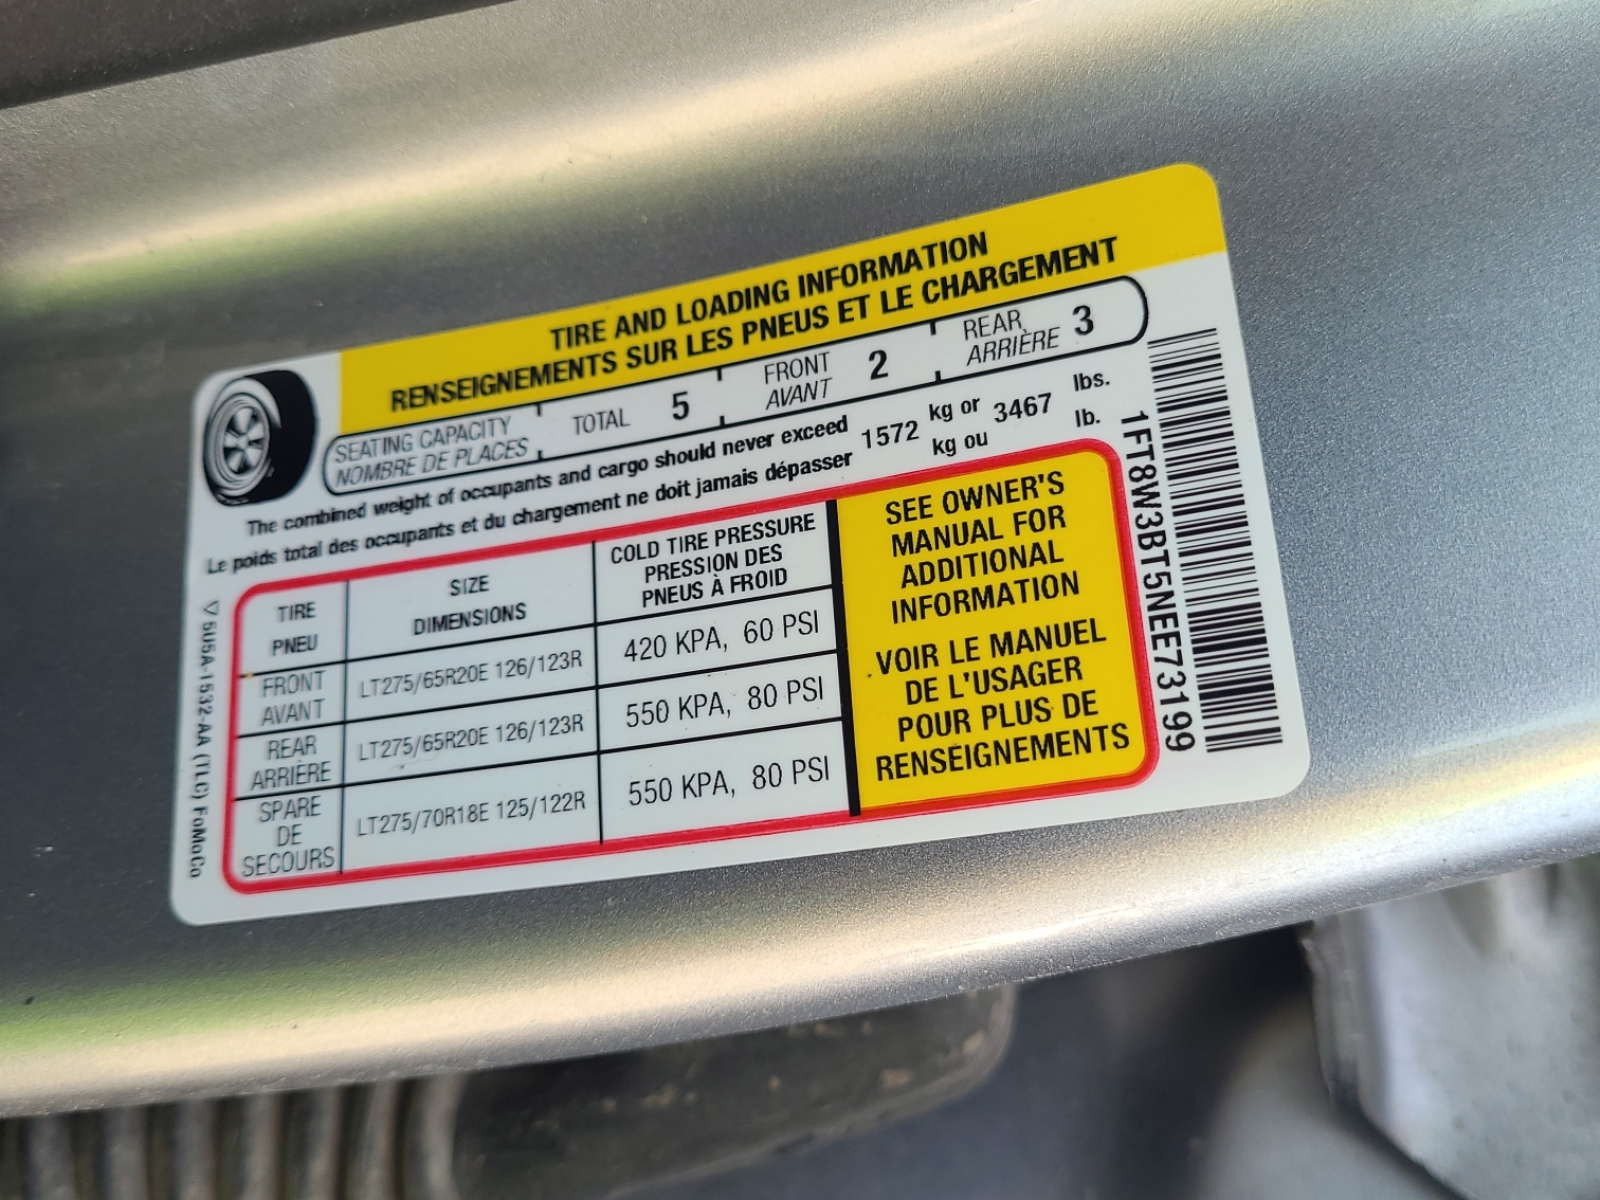 TIRE AND LOADING INFORMATION
RENSEIGNEMENTS SUR LES PNEUS ET LE CHARGEMENT
SEATING CAPACITY
NOMBRE DE PLACES
TOTAL 5
FRONT
AVANT
2
REAR
ARRIÈRE
3
The combined weight of occupants and cargo should never exceed
Le poids total des occupants et du chargement ne doit jamais dépasser
1572
kg or
kg ou
3467
lbs.
lb.
TIRE
PNEU
SIZE
DIMENSIONS
COLD TIRE PRESSURE
PRESSION DES
PNEUS À FROID
FRONT
AVANT
LT275/65R20E 126/123R
420 KPA, 60 PSI
REAR
ARRIÈRE
LT275/65R20E 126/123R
550 KPA, 80 PSI
SPARE
DE
SECOURS
LT275/70R18E 125/122R
550 KPA, 80 PSI
SEE OWNER'S
MANUAL FOR
ADDITIONAL
INFORMATION
VOIR LE MANUEL
DE L'USAGER
POUR PLUS DE
RENSEIGNEMENTS
1FT8W3BT5NEE73199
▽5U5A-1532-AA (TLC) FoMoCo